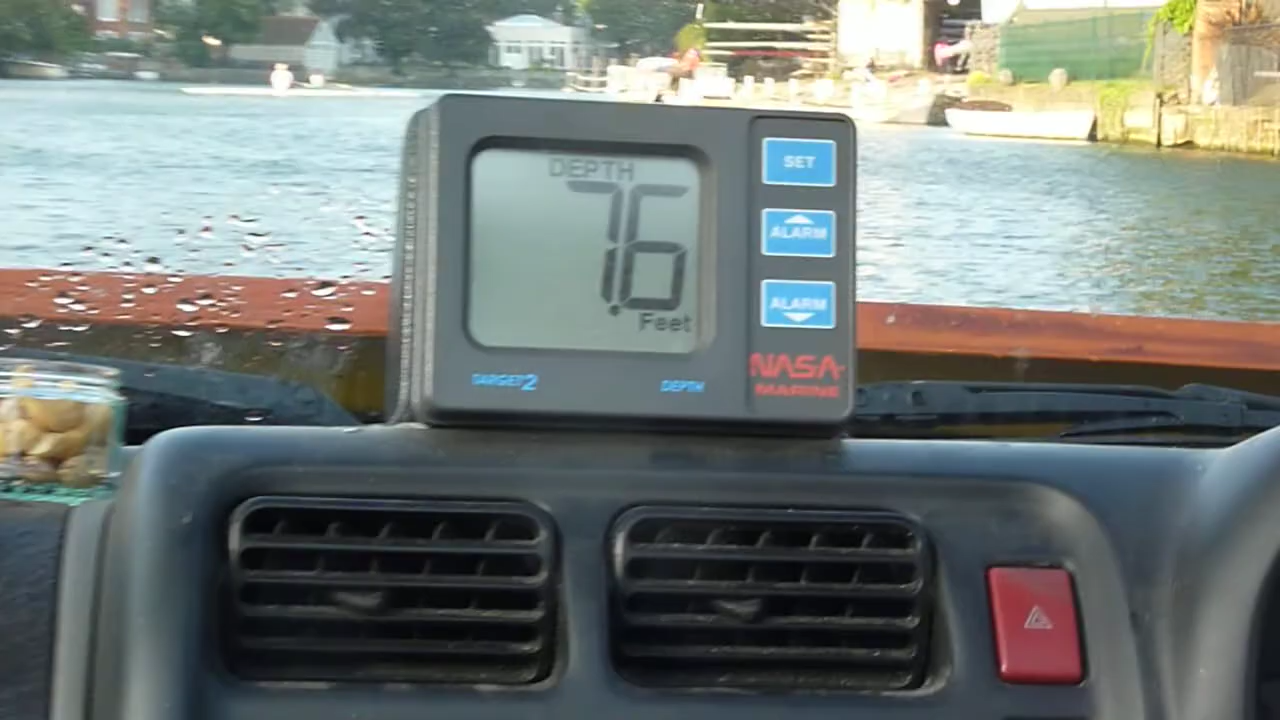 DEPTH
7.6
Feet
SET
ALARM
ALARM
NASA
MARINE
TARGET2
DEPTH